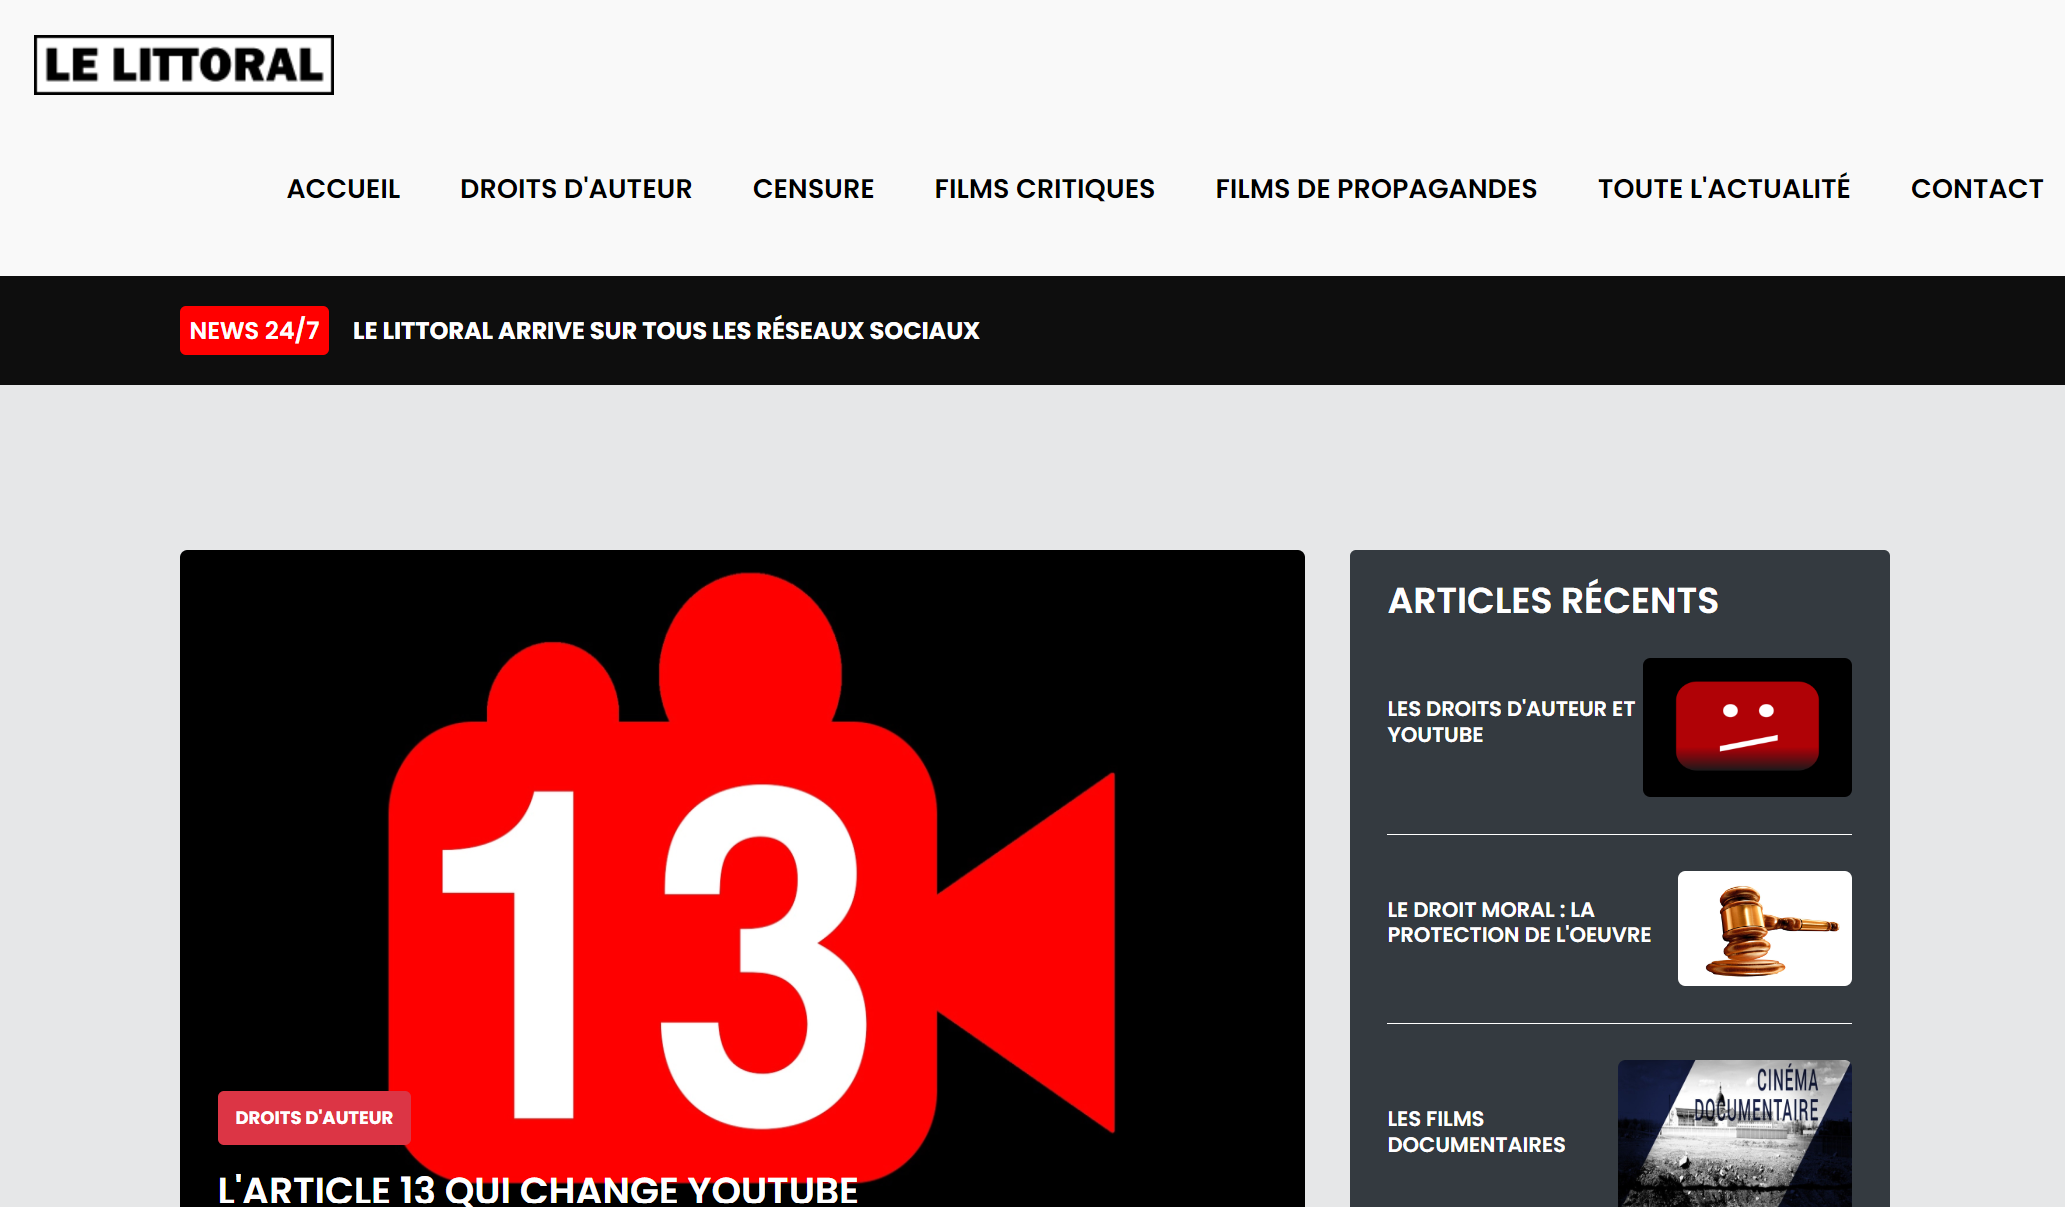 LE LITTORAL
ACCUEIL DROITS D'AUTEUR CENSURE FILMS CRITIQUES FILMS DE PROPAGANDES TOUTE L'ACTUALITÉ CONTACT
NEWS 24/7 LE LITTORAL ARRIVE SUR TOUS LES RÉSEAUX SOCIAUX
13
DROITS D'AUTEUR
L'ARTICLE 13 QUI CHANGE YOUTUBE
ARTICLES RÉCENTS
LES DROITS D'AUTEUR ET
YOUTUBE
LE DROIT MORAL : LA
PROTECTION DE L'OEUVRE
LES FILMS
DOCUMENTAIRES
CINÉMA
DOCUMENTAIRE